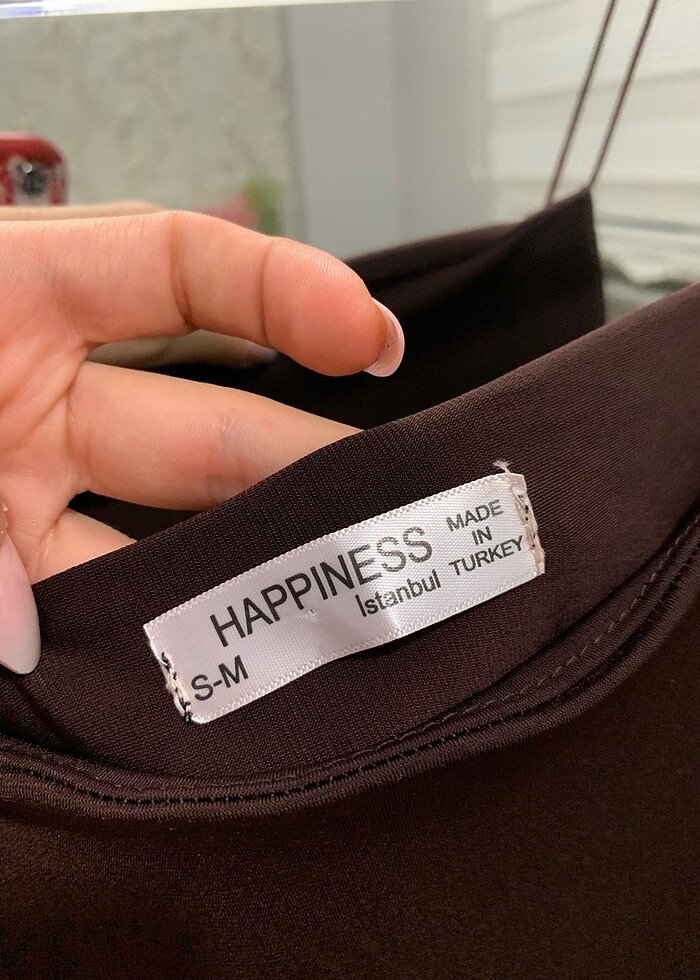 HAPPINESS
Istanbul
MADE
IN
TURKEY
S-M